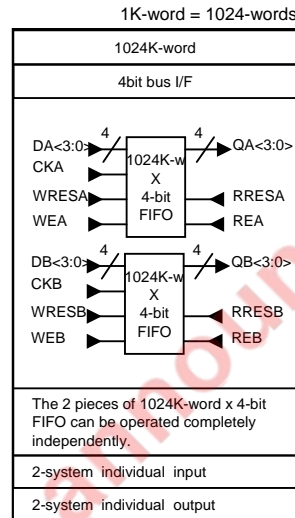 1K-word = 1024-words
1024K-word
4bit bus I/F
4 4
DA<3:0> QA<3:0>
CKA
1024K-w
X
4-bit
FIFO
WRESA RRESA
WEA REA
4 4
DB<3:0> QB<3:0>
CKB
1024K-w
X
4-bit
FIFO
WRESB RRESB
WEB REB
The 2 pieces of 1024K-word x 4-bit
FIFO can be operated completely
independently.
2-system individual input
2-system individual output
announ